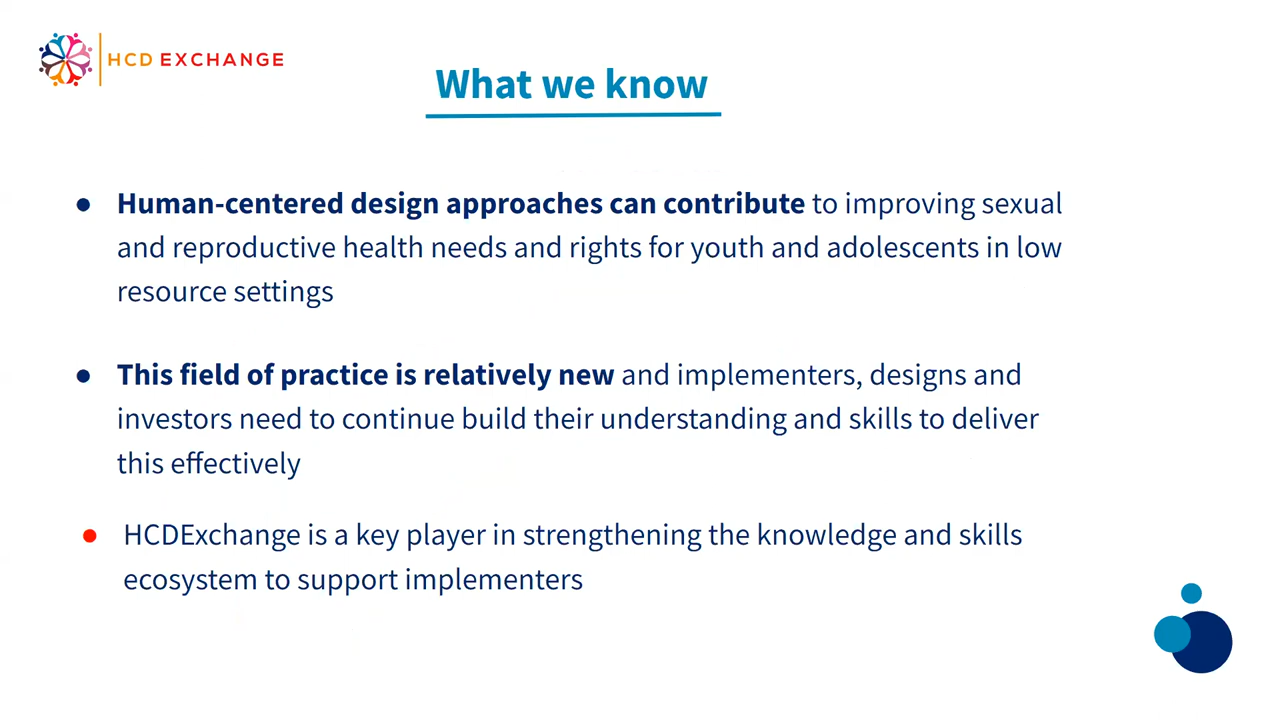 HCD EXCHANGE
What we know
● Human-centered design approaches can contribute to improving sexual
and reproductive health needs and rights for youth and adolescents in low
resource settings
● This field of practice is relatively new and implementers, designs and
investors need to continue build their understanding and skills to deliver
this effectively
● HCDExchange is a key player in strengthening the knowledge and skills
ecosystem to support implementers